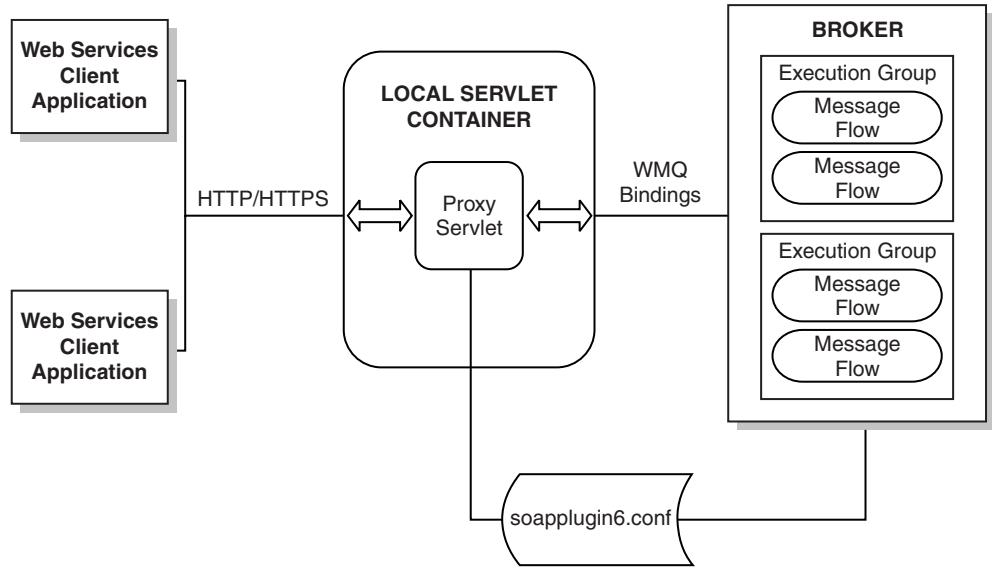 Web Services
Client
Application
HTTP/HTTPS
Web Services
Client
Application
LOCAL SERVLET
CONTAINER
Proxy
Servlet
WMQ
Bindings
BROKER
Execution Group
Message
Flow
Message
Flow
Execution Group
Message
Flow
Message
Flow
soapplugin6.conf